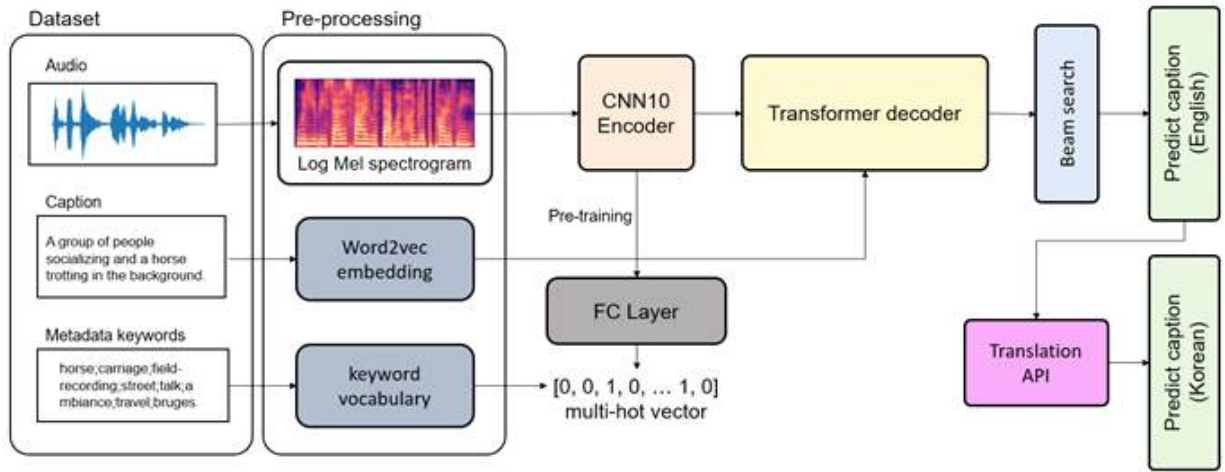 Dataset
Pre-processing
Audio
Log Mel spectrogram
CNN10
Encoder
Transformer decoder
Beam search
Predict caption
(English)
Caption
A group of people
socializing and a horse
trotting in the background.
Word2vec
embedding
Pre-training
FC Layer
Metadata keywords
horse;carriage;field-
recording;street;talk;a
mbiance;travel;bruges
keyword
vocabulary
[0, 0, 1, 0, … 1, 0]
multi-hot vector
Translation
API
Predict caption
(Korean)